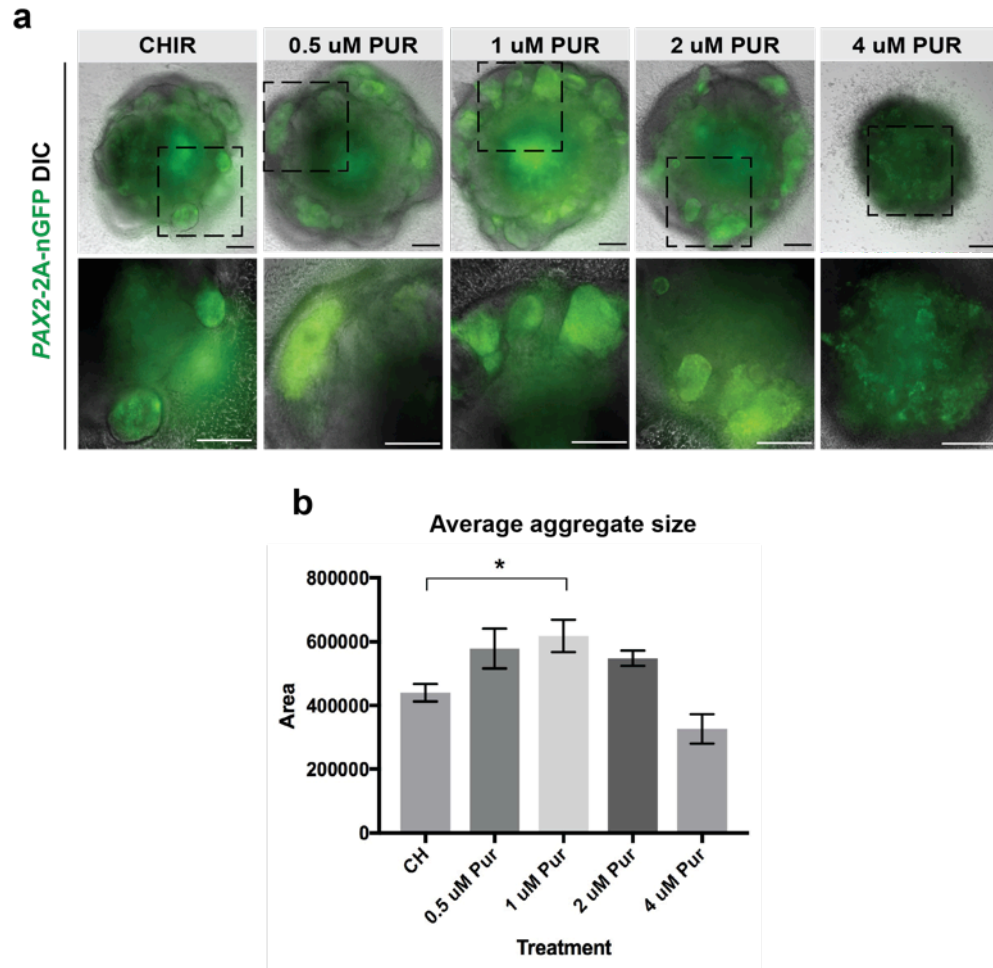 a
CHIR
0.5 uM PUR
1 uM PUR
2 uM PUR
4 uM PUR
PAX2-2A-nGFP DIC
b
Average aggregate size
*
800000
600000
400000
200000
0
Area
CH
0.5 uM Pur
1 uM Pur
2 uM Pur
4 uM Pur
Treatment